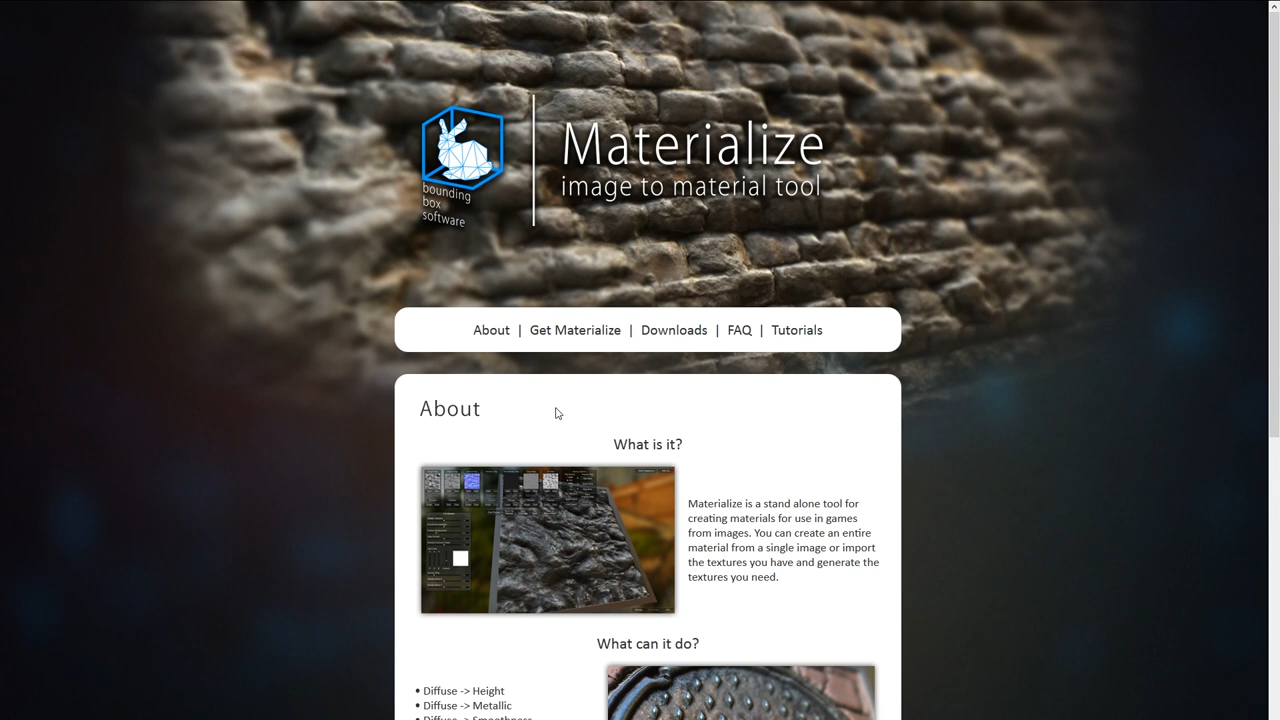 bounding
box
software
Materialize
image to material tool
About | Get Materialize | Downloads | FAQ | Tutorials
About
What is it?
Materialize is a stand alone tool for
creating materials for use in games
from images. You can create an entire
material from a single image or import
the textures you have and generate the
textures you need.
What can it do?
• Diffuse -> Height
• Diffuse -> Metallic
• Diffuse -> Smoothness